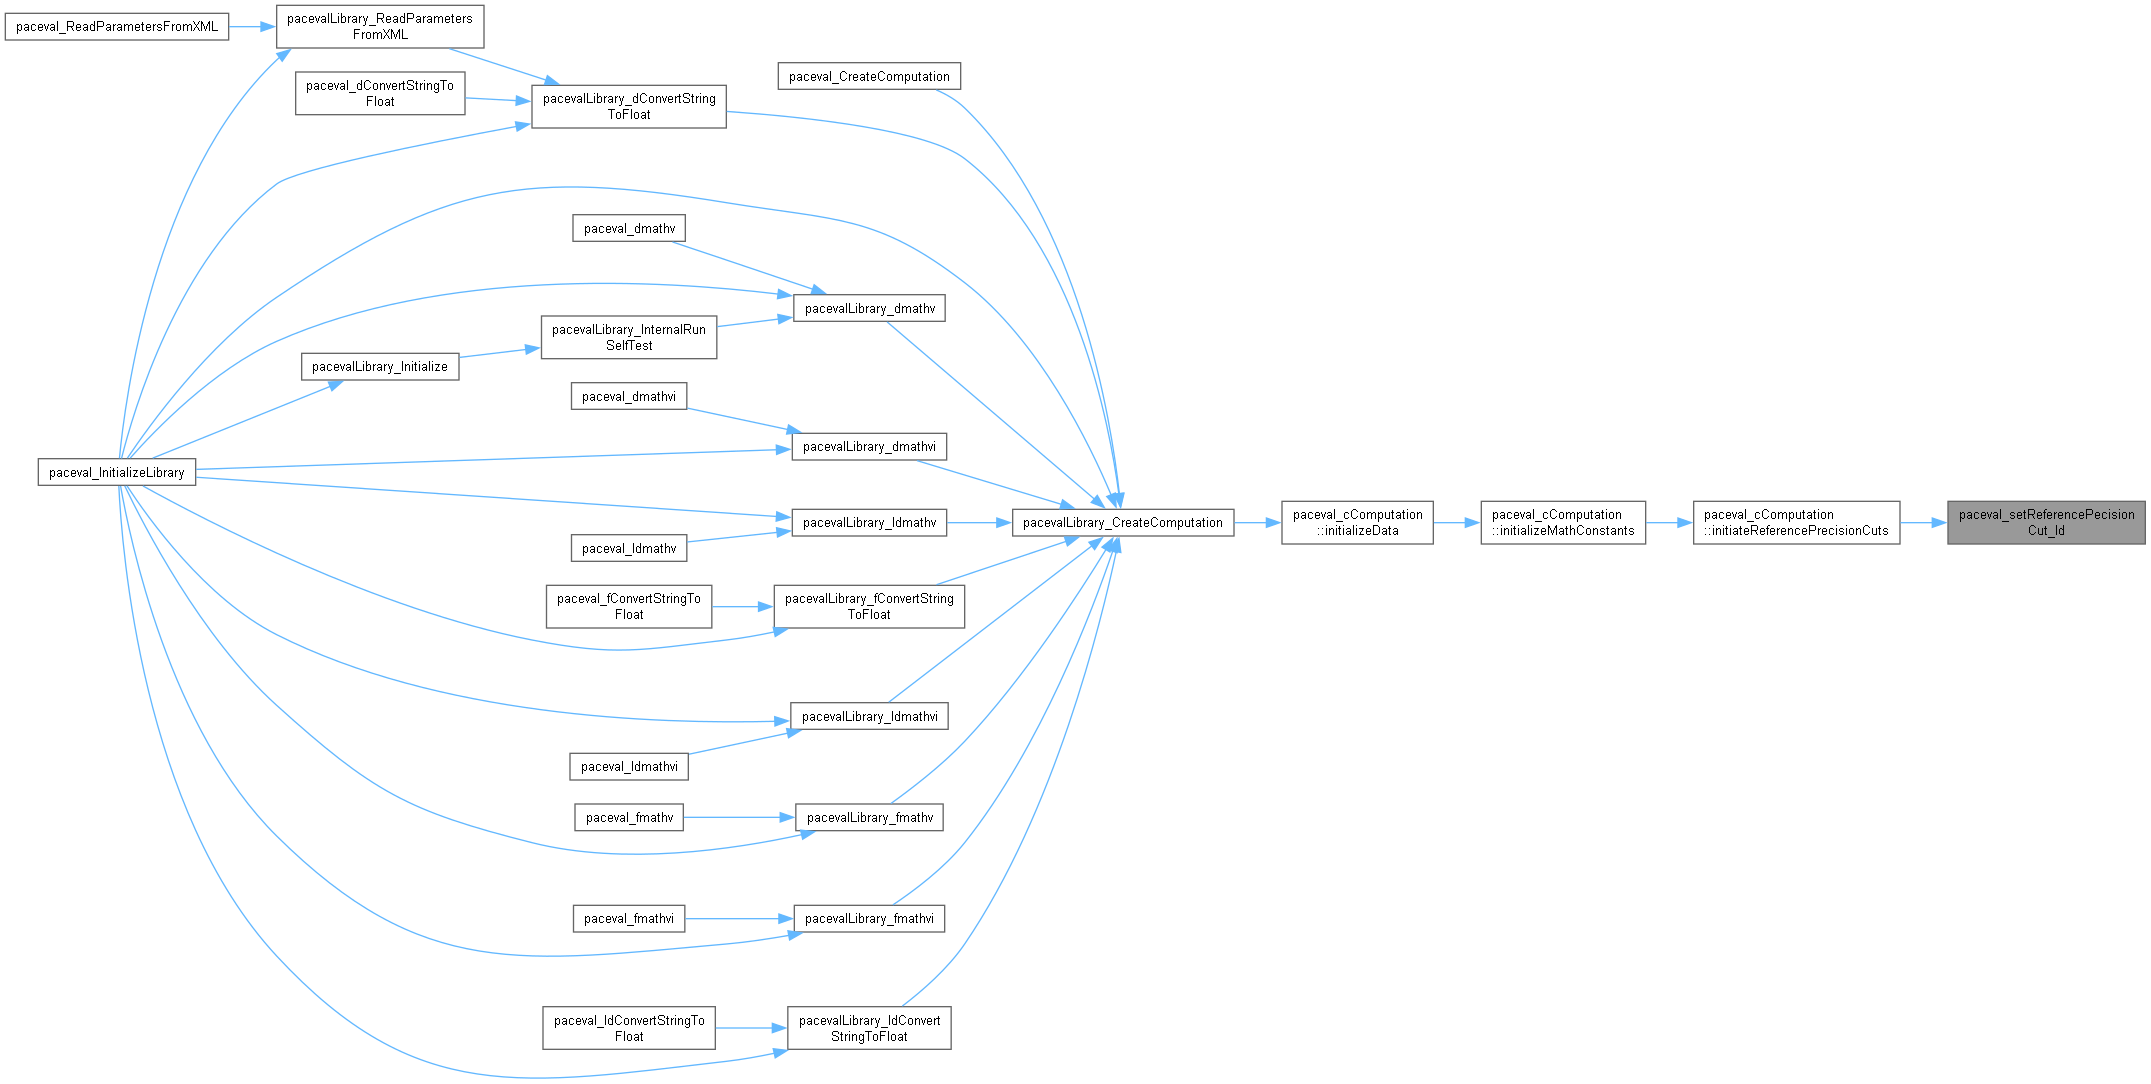 paceval_ReadParametersFromXML
pacevalLibrary_ReadParameters
FromXML
paceval_dConvertStringTo
Float
pacevalLibrary_dConvertString
ToFloat
paceval_CreateComputation
paceval_dmathv
pacevalLibrary_dmathv
pacevalLibrary_InternalRun
SelfTest
pacevalLibrary_Initialize
paceval_dmathvi
pacevalLibrary_dmathvi
paceval_InitializeLibrary
pacevalLibrary_ldmathv
paceval_ldmathv
pacevalLibrary_CreateComputation
paceval_cComputation
::initializeData
paceval_cComputation
::initializeMathConstants
paceval_cComputation
::initiateReferencePrecisionCuts
paceval_setReferencePecision
Cut_ld
paceval_fConvertStringTo
Float
pacevalLibrary_fConvertString
ToFloat
pacevalLibrary_ldmathvi
paceval_ldmathvi
paceval_fmathv
pacevalLibrary_fmathv
paceval_fmathvi
pacevalLibrary_fmathvi
paceval_ldConvertStringTo
Float
pacevalLibrary_ldConvert
StringToFloat